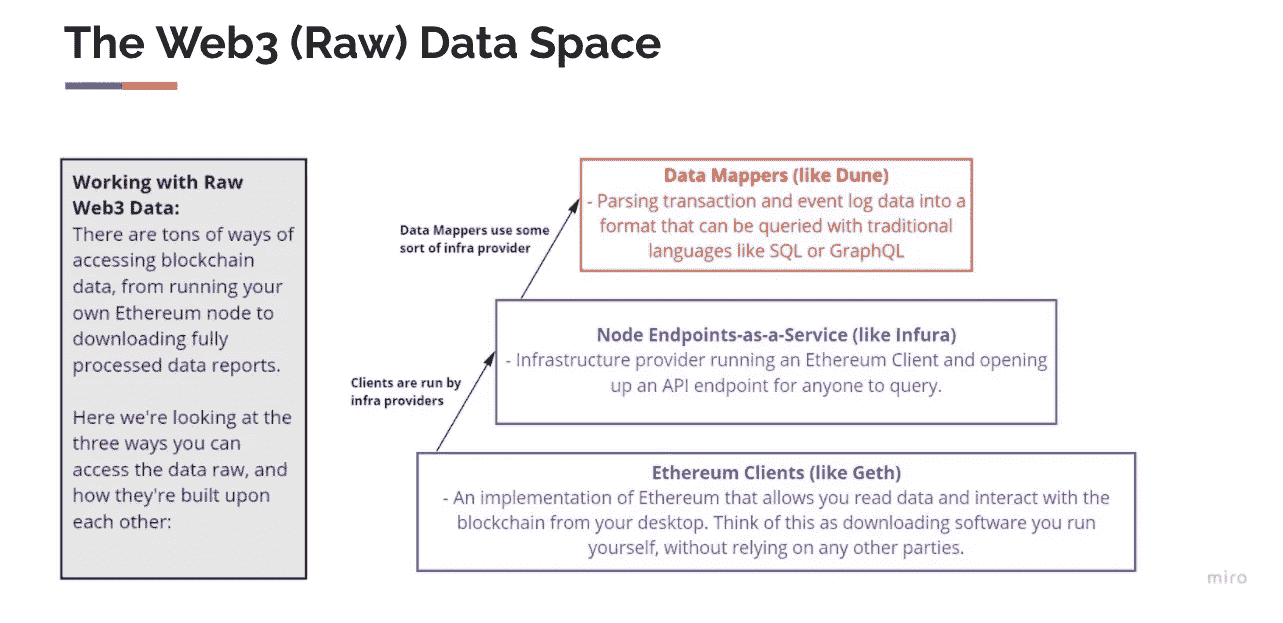 The Web3 (Raw) Data Space
Working with Raw
Web3 Data:
There are tons of ways of
accessing blockchain
data, from running your
own Ethereum node to
downloading fully
processed data reports.
Here we're looking at the
three ways you can
access the data raw, and
how they're built upon
each other:
Data Mappers (like Dune)
- Parsing transaction and event log data into a
format that can be queried with traditional
languages like SQL or GraphQL
Data Mappers use some
sort of infra provider
Node Endpoints-as-a-Service (like Infura)
- Infrastructure provider running an Ethereum Client and opening
up an API endpoint for anyone to query.
Clients are run by
infra providers
Ethereum Clients (like Geth)
- An implementation of Ethereum that allows you read data and interact with the
blockchain from your desktop. Think of this as downloading software you run
yourself, without relying on any other parties.
miro